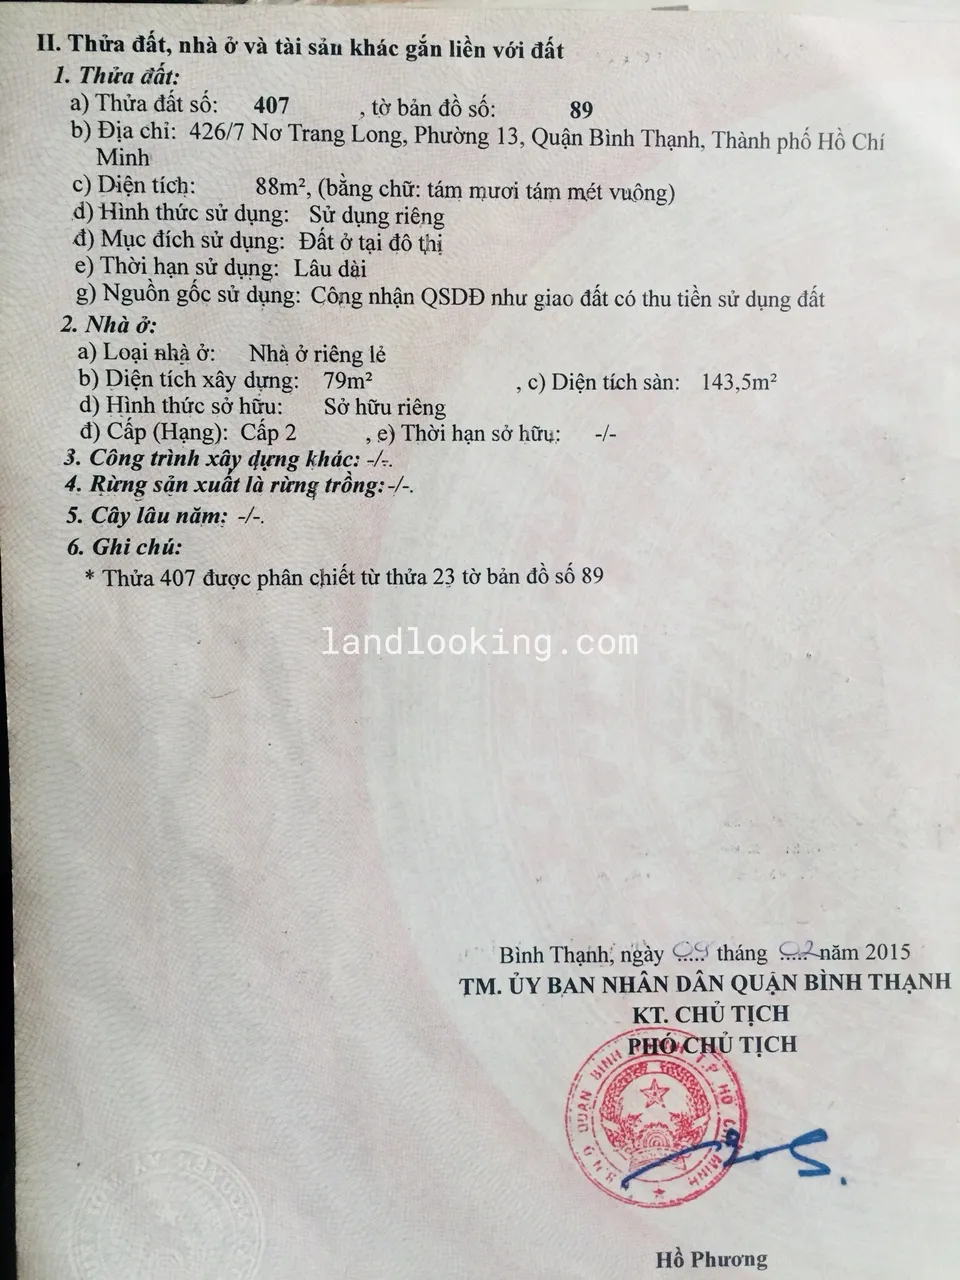 II. Thửa đất, nhà ở và tài sản khác gắn liền với đất
1. Thửa đất:
a) Thửa đất số: 407 , tờ bản đồ số: 89
b) Địa chỉ: 426/7 Nơ Trang Long, Phường 13, Quận Bình Thạnh, Thành phố Hồ Chí
Minh
c) Diện tích: 88m², (bằng chữ: tám mươi tám mét vuông)
d) Hình thức sử dụng: Sử dụng riêng
đ) Mục đích sử dụng: Đất ở tại đô thị
e) Thời hạn sử dụng: Lâu dài
g) Nguồn gốc sử dụng: Công nhận QSDĐ như giao đất có thu tiền sử dụng đất
2. Nhà ở:
a) Loại nhà ở: Nhà ở riêng lẻ
b) Diện tích xây dựng: 79m² , c) Diện tích sàn: 143,5m²
d) Hình thức sở hữu: Sở hữu riêng
đ) Cấp (Hạng): Cấp 2 , e) Thời hạn sở hữu: -/-
3. Công trình xây dựng khác: -/-.
4. Rừng sản xuất là rừng trồng:-/-.
5. Cây lâu năm: -/-.
6. Ghi chú:
* Thửa 407 được phân chiết từ thửa 23 tờ bản đồ số 89
landlooking.com
Bình Thạnh, ngày 09 tháng 02 năm 2015
TM. ỦY BAN NHÂN DÂN QUẬN BÌNH THẠNH
KT. CHỦ TỊCH
PHÓ CHỦ TỊCH
Hồ Phương